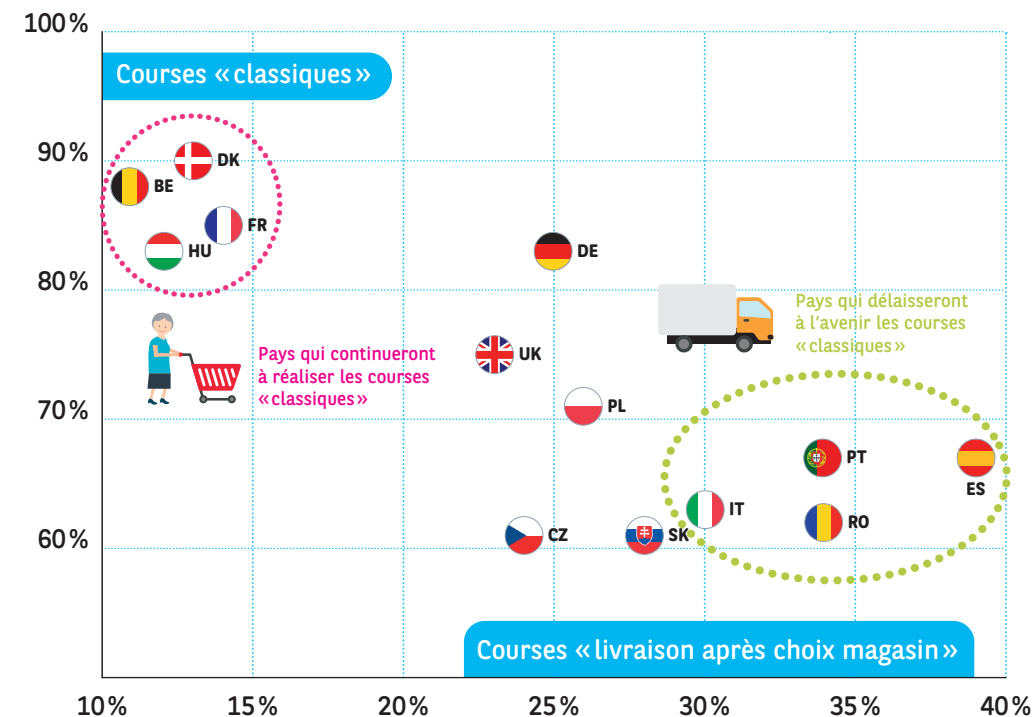 100 %
Courses « classiques »
90 %
DK
BE
FR
HU
DE
80 %
Pays qui délaisseront
à l’avenir les courses
« classiques »
UK
Pays qui continueront
à réaliser les courses
« classiques »
70 %
PL
PT
ES
IT
RO
60 %
CZ
SK
Courses « livraison après choix magasin »
10 %
15 %
20 %
25 %
30 %
35 %
40 %